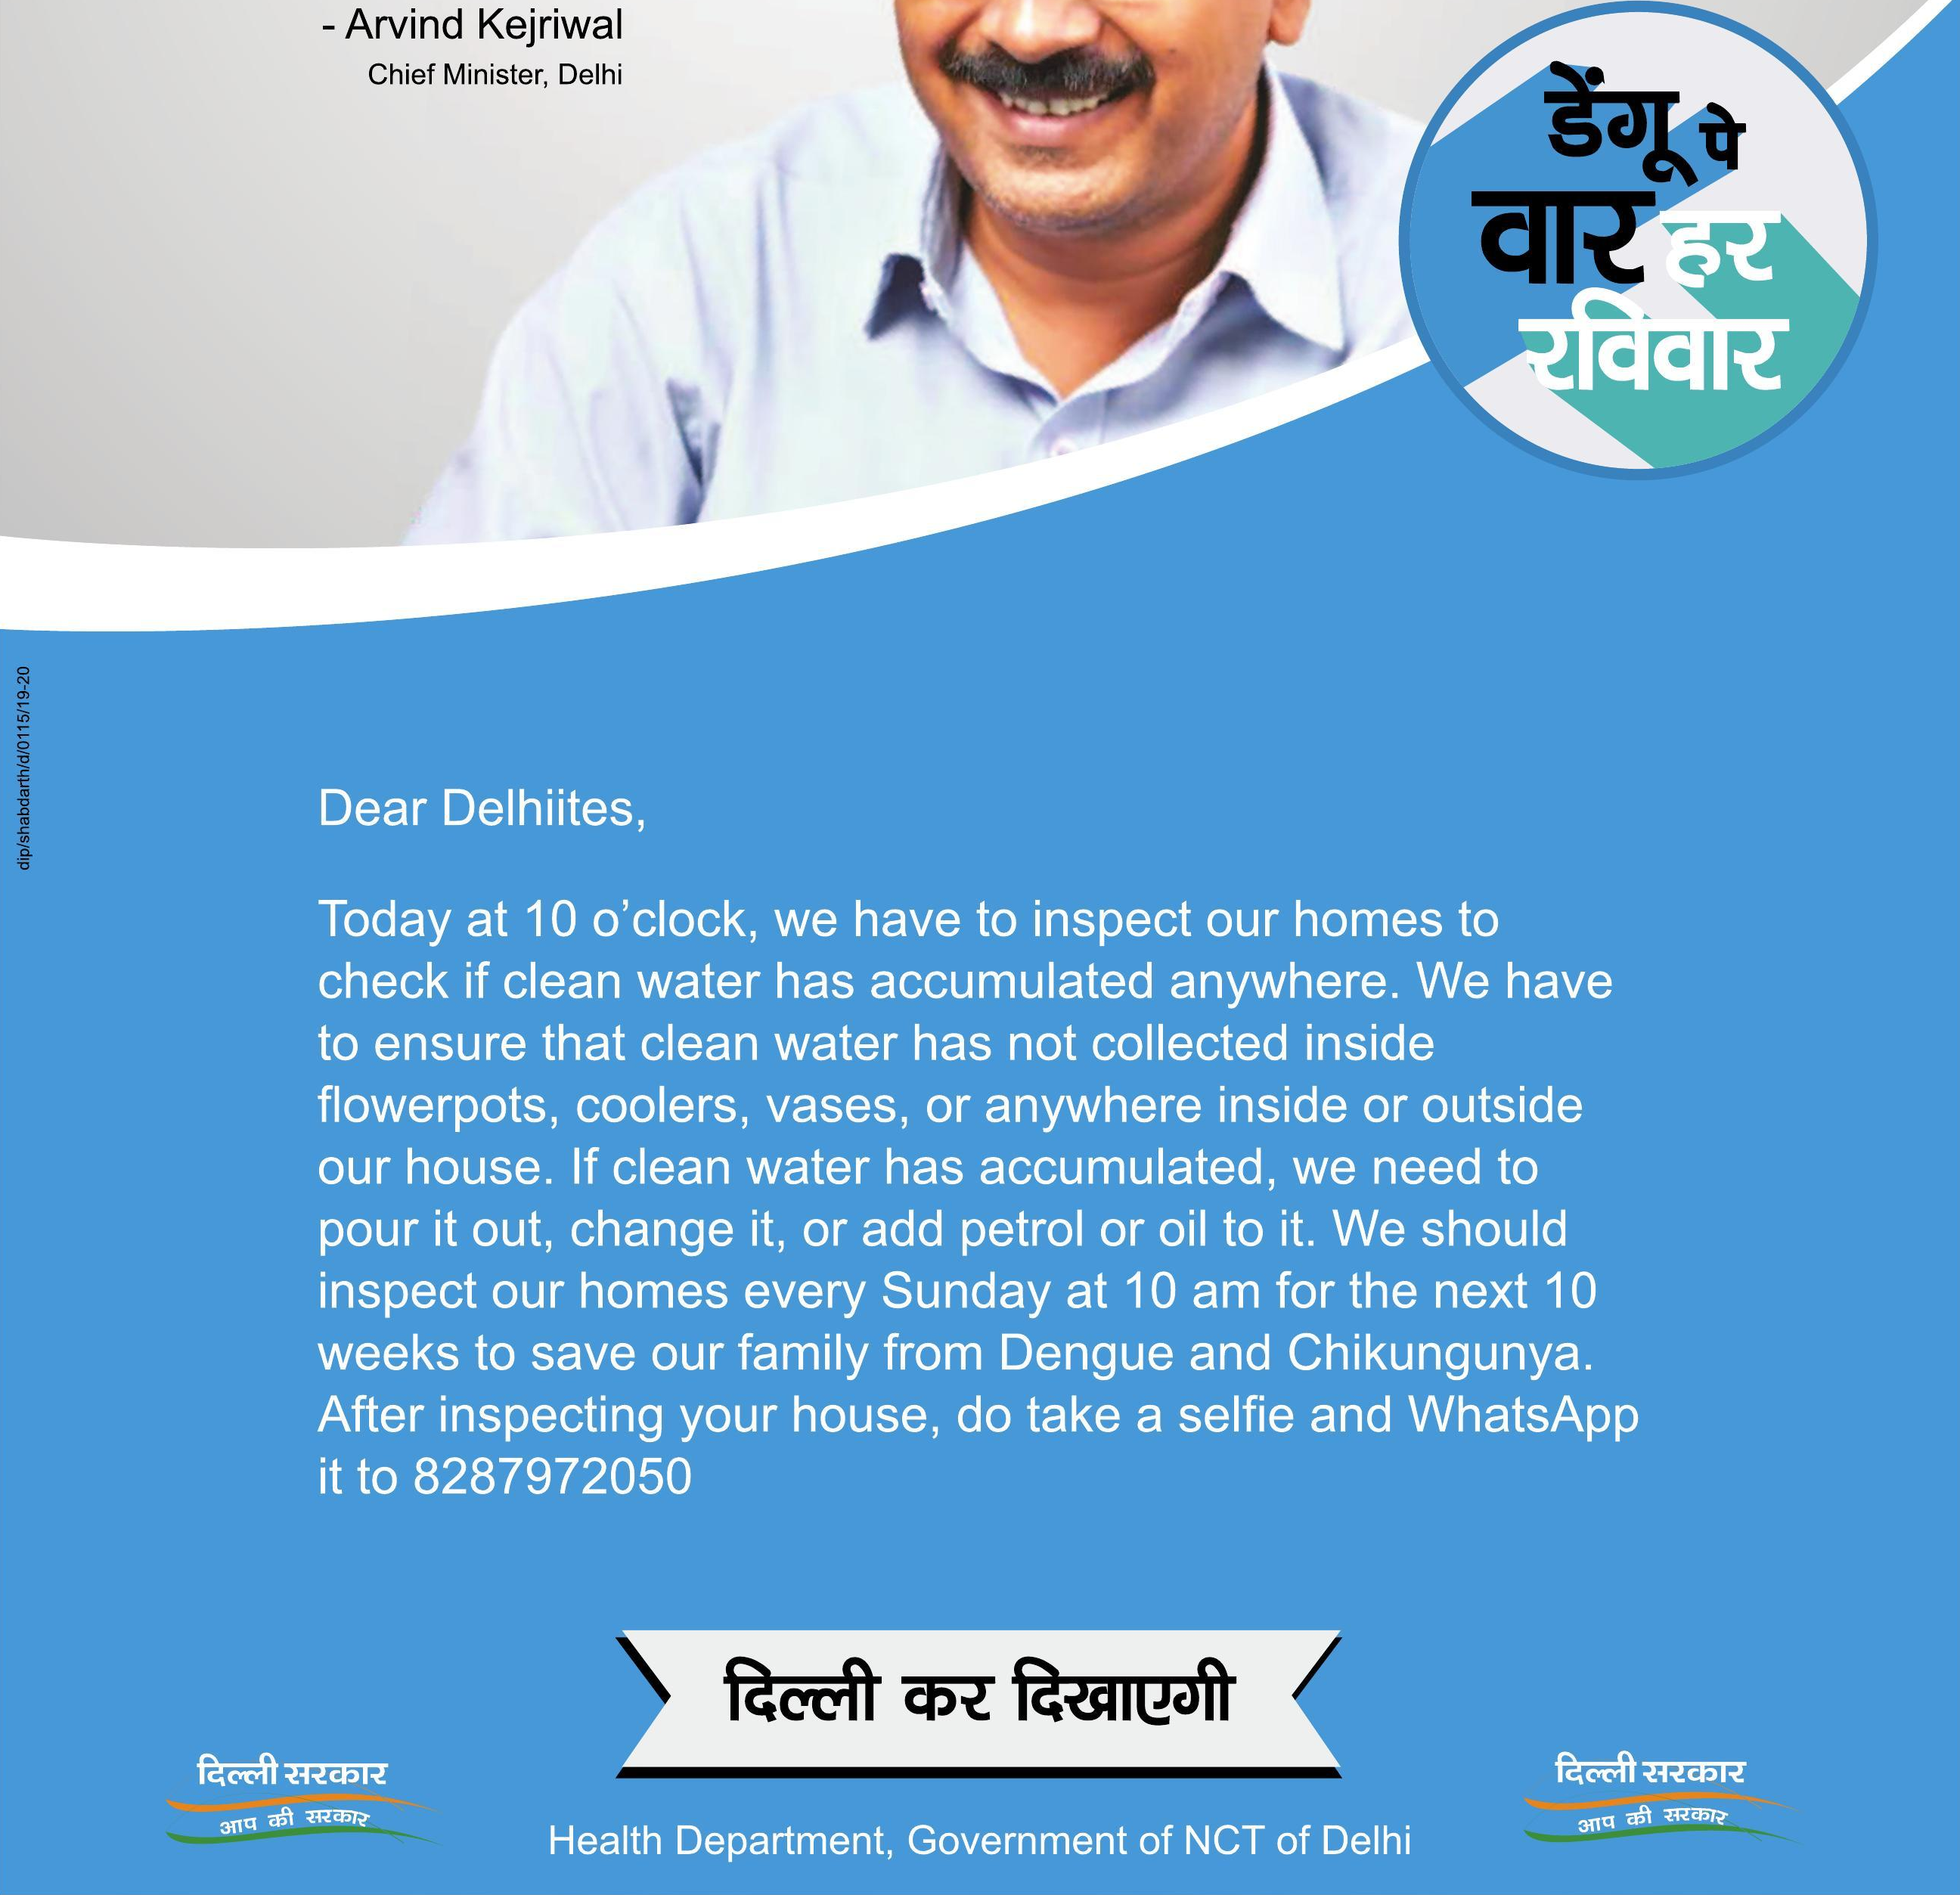 - Arvind Kejriwal
Chief Minister, Delhi
डेंगू पे
वार हर
रविवार
dip/shabdarth/d/0115/19-20
Dear Delhiites,
Today at 10 o’clock, we have to inspect our homes to
check if clean water has accumulated anywhere. We have
to ensure that clean water has not collected inside
flowerpots, coolers, vases, or anywhere inside or outside
our house. If clean water has accumulated, we need to
pour it out, change it, or add petrol or oil to it. We should
inspect our homes every Sunday at 10 am for the next 10
weeks to save our family from Dengue and Chikungunya.
After inspecting your house, do take a selfie and WhatsApp
it to 8287972050
दिल्ली कर दिखाएगी
दिल्ली सरकार
आप की सरकार
Health Department, Government of NCT of Delhi
दिल्ली सरकार
आप की सरकार